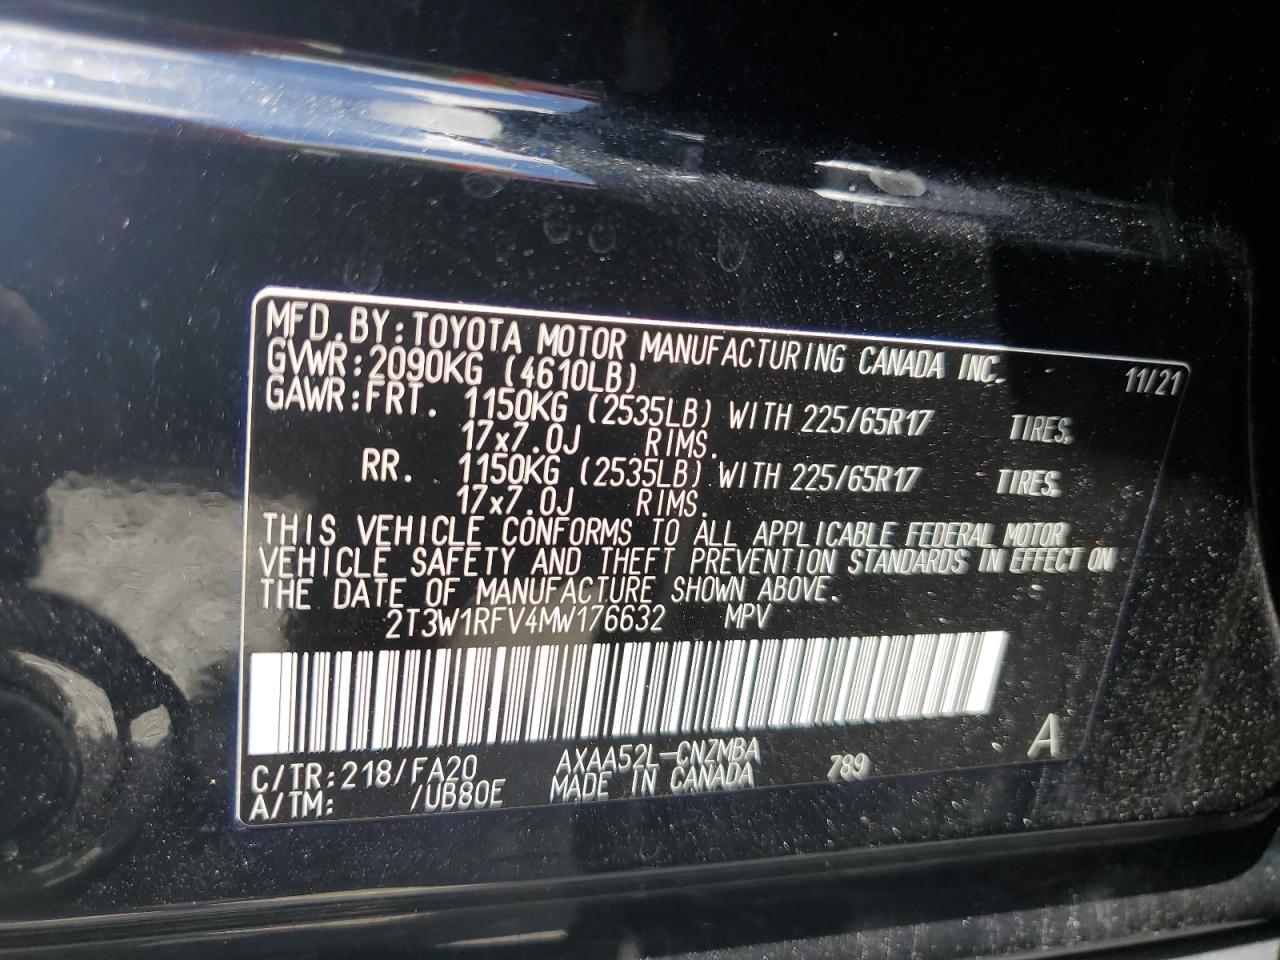 MFD.BY:TOYOTA MOTOR MANUFACTURING CANADA INC. 11/21
GVWR:2090KG (4610LB)
GAWR:FRT. 1150KG (2535LB) WITH 225/65R17 TIRES.
17x7.0J RIMS.
RR. 1150KG (2535LB) WITH 225/65R17 TIRES.
17x7.0J RIMS.
THIS VEHICLE CONFORMS TO ALL APPLICABLE FEDERAL MOTOR
VEHICLE SAFETY AND THEFT PREVENTION STANDARDS IN EFFECT ON
THE DATE OF MANUFACTURE SHOWN ABOVE.
2T3W1RFV4MW176632 MPV
A
C/TR:218/FA20 AXAA52L-CNZMBA 789
A/TM: /UB80E MADE IN CANADA